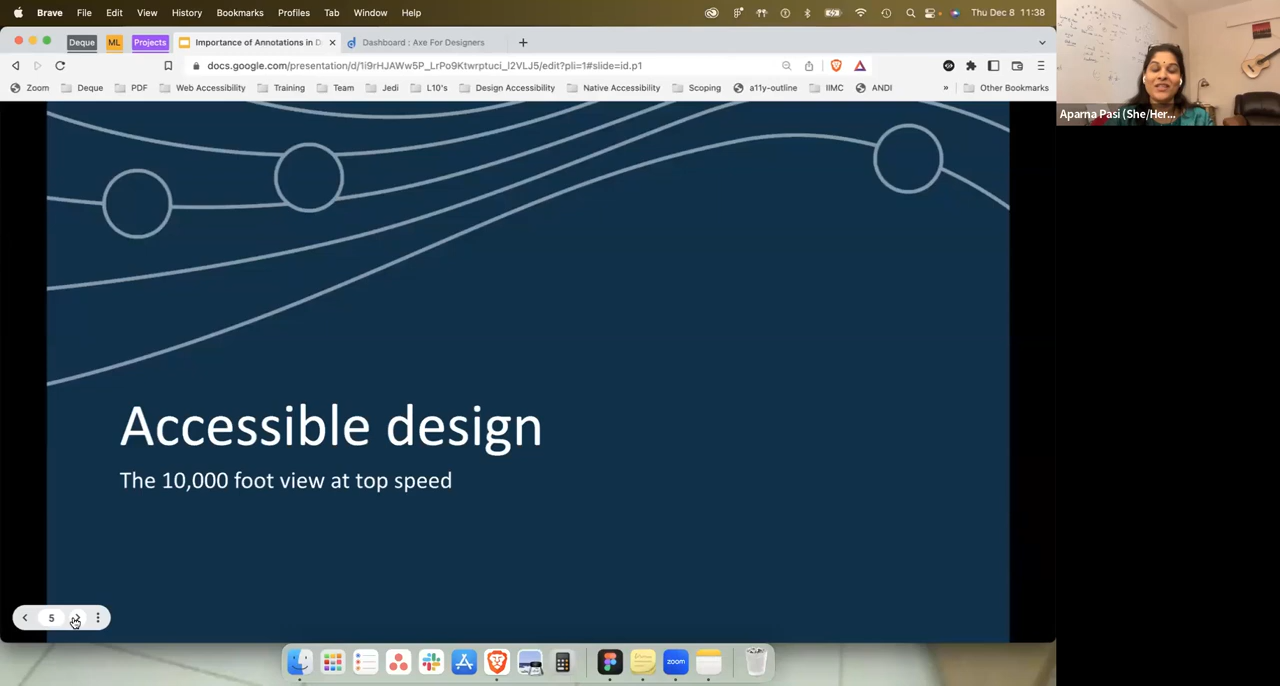 Brave File Edit View History Bookmarks Profiles Tab Window Help Thu Dec 8 11:38
Deque ML Projects Importance of Annotations in D Dashboard : Axe For Designers
docs.google.com/presentation/d/1i9rHJAWw5P_LrPo9Ktwrptuci_l2VLJ5/edit?pli=1#slide=id.p1
Zoom Deque PDF Web Accessibility Training Team Jedi L10's Design Accessibility Native Accessibility Scoping a11y-outline IIMC ANDI » Other Bookmarks
Aparna Pasi (She/Her...
Accessible design
The 10,000 foot view at top speed
5
zoom